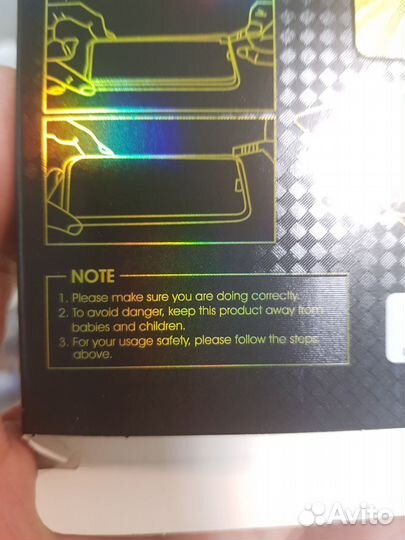 NOTE
1. Please make sure you are doing correctly.
2. To avoid danger, keep this product away from
babies and children.
3. For your usage safety, please follow the steps
above.
Avito